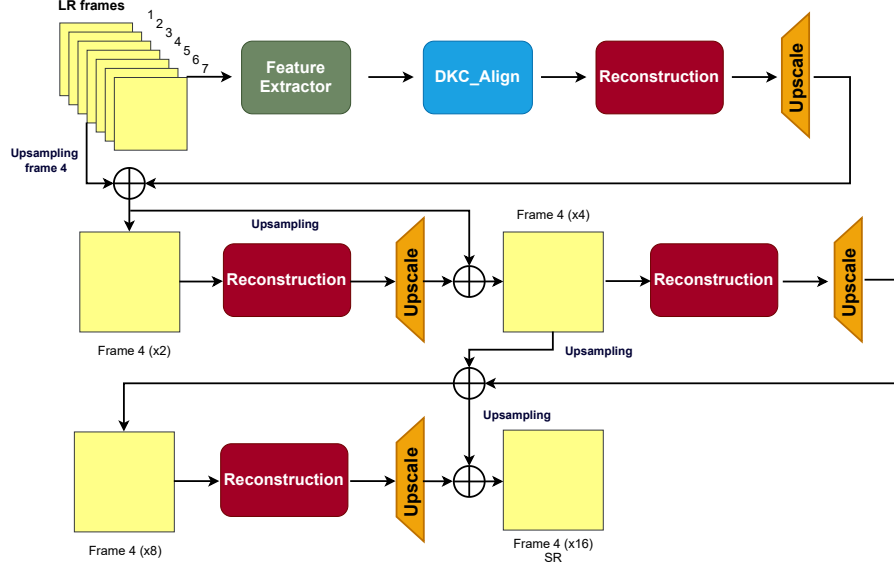 LR frames
1
2
3
4
5
6
7
Feature
Extractor
DKC_Align
Reconstruction
Upscale
Upsampling
frame 4
Upsampling
Frame 4 (x4)
Reconstruction
Upscale
Reconstruction
Upscale
Frame 4 (x2)
Upsampling
Upsampling
Reconstruction
Upscale
Frame 4 (x8)
Frame 4 (x16)
SR